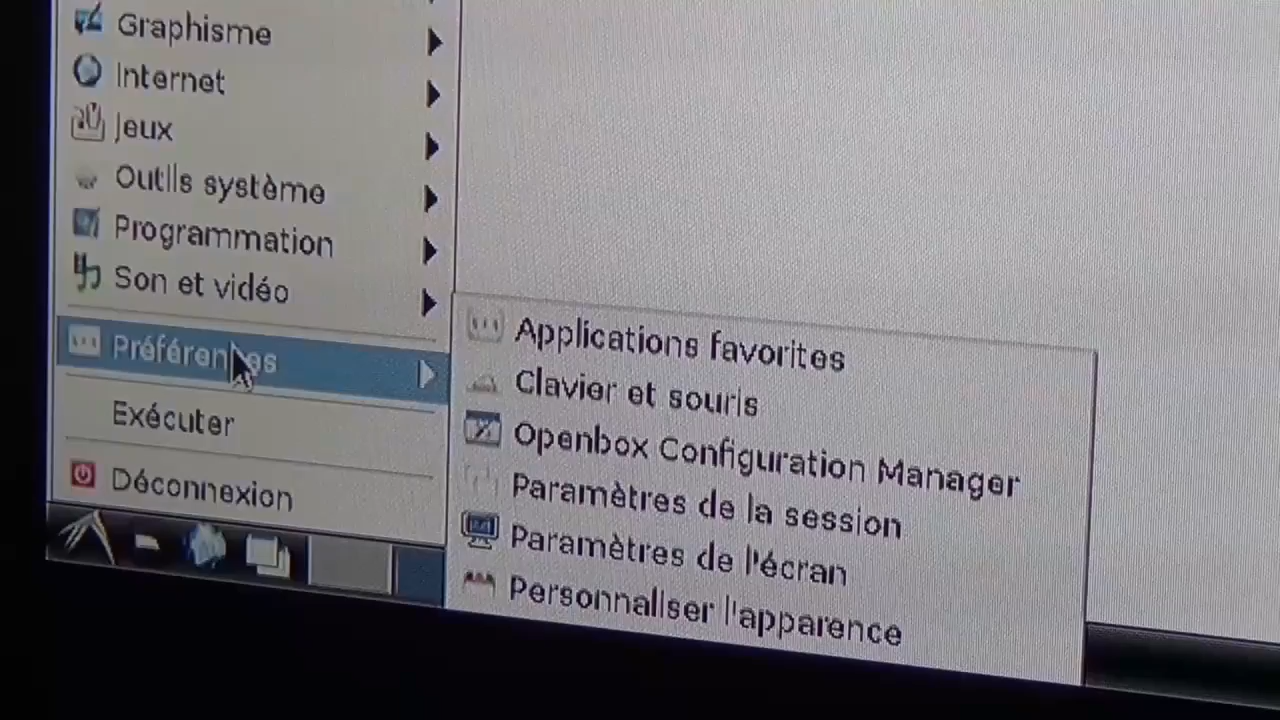 Graphisme
Internet
Jeux
Outils système
Programmation
Son et vidéo
Préférences
Exécuter
Déconnexion
Applications favorites
Clavier et souris
Openbox Configuration Manager
Paramètres de la session
Paramètres de l'écran
Personnaliser l'apparence